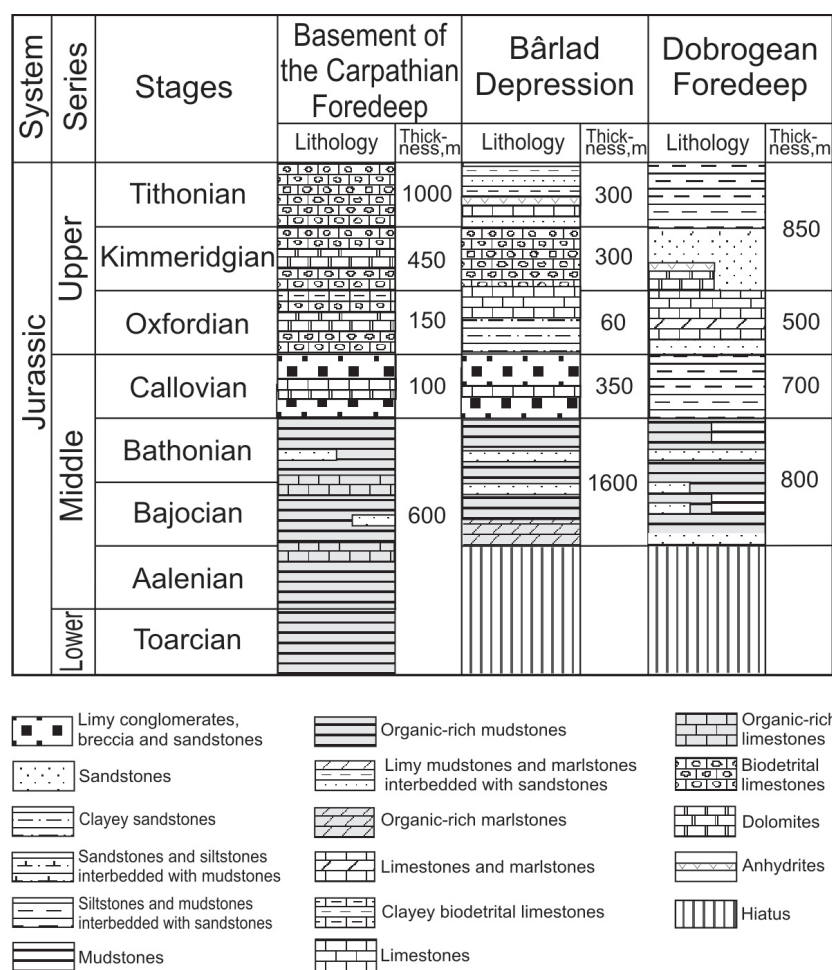 System
Series
Stages
Basement of
the Carpathian
Foredeep
Bârlad
Depression
Dobrogean
Foredeep
Lithology
Thick-
ness,m
Lithology
Thick-
ness,m
Lithology
Thick-
ness,m
Jurassic
Upper
Middle
Lower
Tithonian
1000
300
850
Kimmeridgian
450
300
Oxfordian
150
60
500
Callovian
100
350
700
Bathonian
Bajocian
600
1600
800
Aalenian
Toarcian
Limy conglomerates,
breccia and sandstones
Sandstones
Clayey sandstones
Sandstones and siltstones
interbedded with mudstones
Siltstones and mudstones
interbedded with sandstones
Mudstones
Organic-rich mudstones
Limy mudstones and marlstones
interbedded with sandstones
Organic-rich marlstones
Limestones and marlstones
Clayey biodetrital limestones
Limestones
Organic-rich
limestones
Biodetrital
limestones
Dolomites
Anhydrites
Hiatus